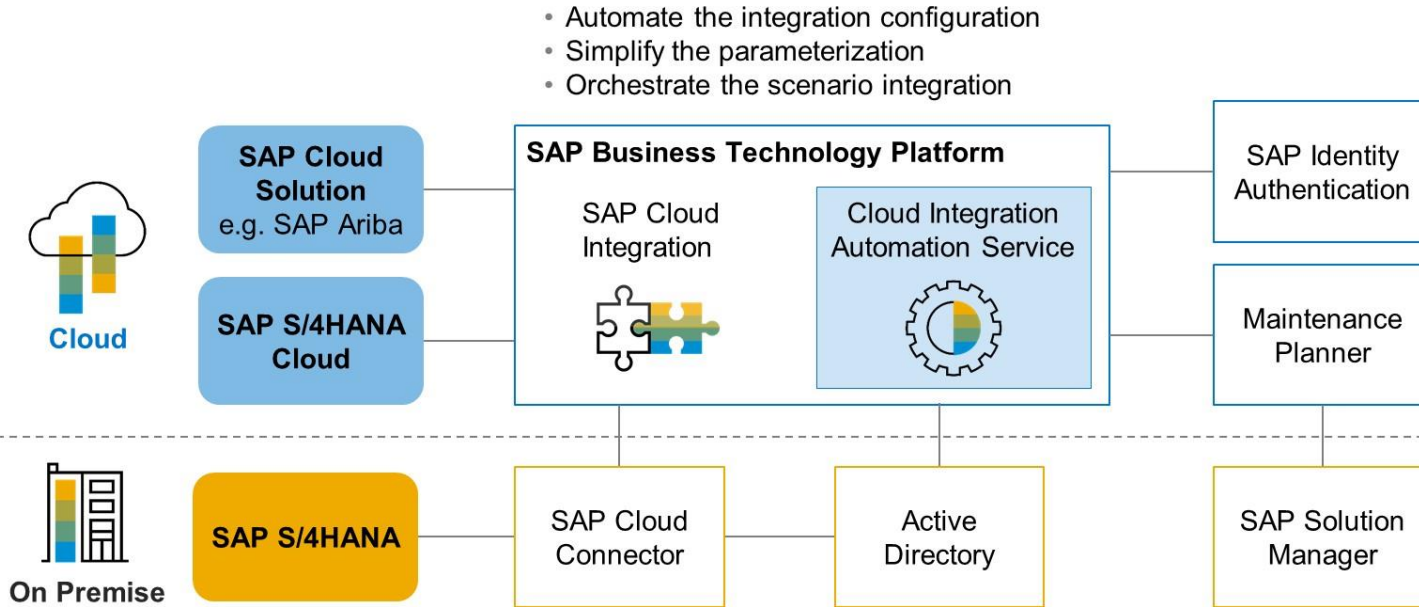 • Automate the integration configuration
• Simplify the parameterization
• Orchestrate the scenario integration
SAP Cloud
Solution
e.g. SAP Ariba
SAP Business Technology Platform
SAP Identity
Authentication
SAP Cloud
Integration
Cloud Integration
Automation Service
Cloud
SAP S/4HANA
Cloud
Maintenance
Planner
On Premise
SAP S/4HANA
SAP Cloud
Connector
Active
Directory
SAP Solution
Manager